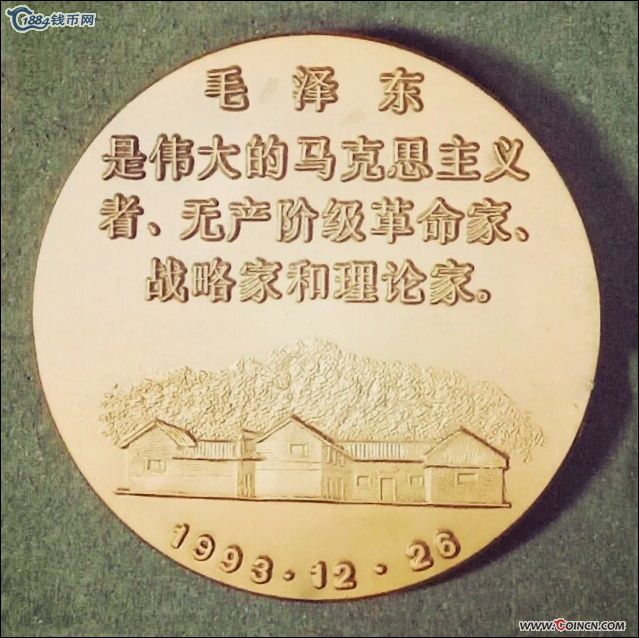 1884钱币网
毛泽东
是伟大的马克思主义
者、无产阶级革命家、
战略家和理论家。
1993·12·26
www.COINCN.com